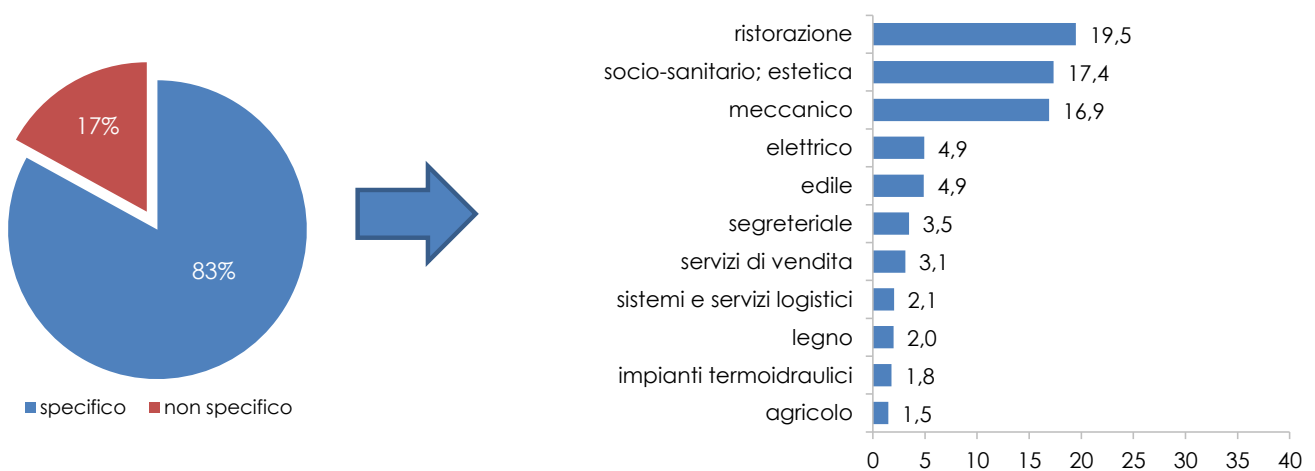 17%
83%
specifico non specifico
ristorazione 19,5
socio-sanitario; estetica 17,4
meccanico 16,9
elettrico 4,9
edile 4,9
segreteriale 3,5
servizi di vendita 3,1
sistemi e servizi logistici 2,1
legno 2,0
impianti termoidraulici 1,8
agricolo 1,5
0 5 10 15 20 25 30 35 40